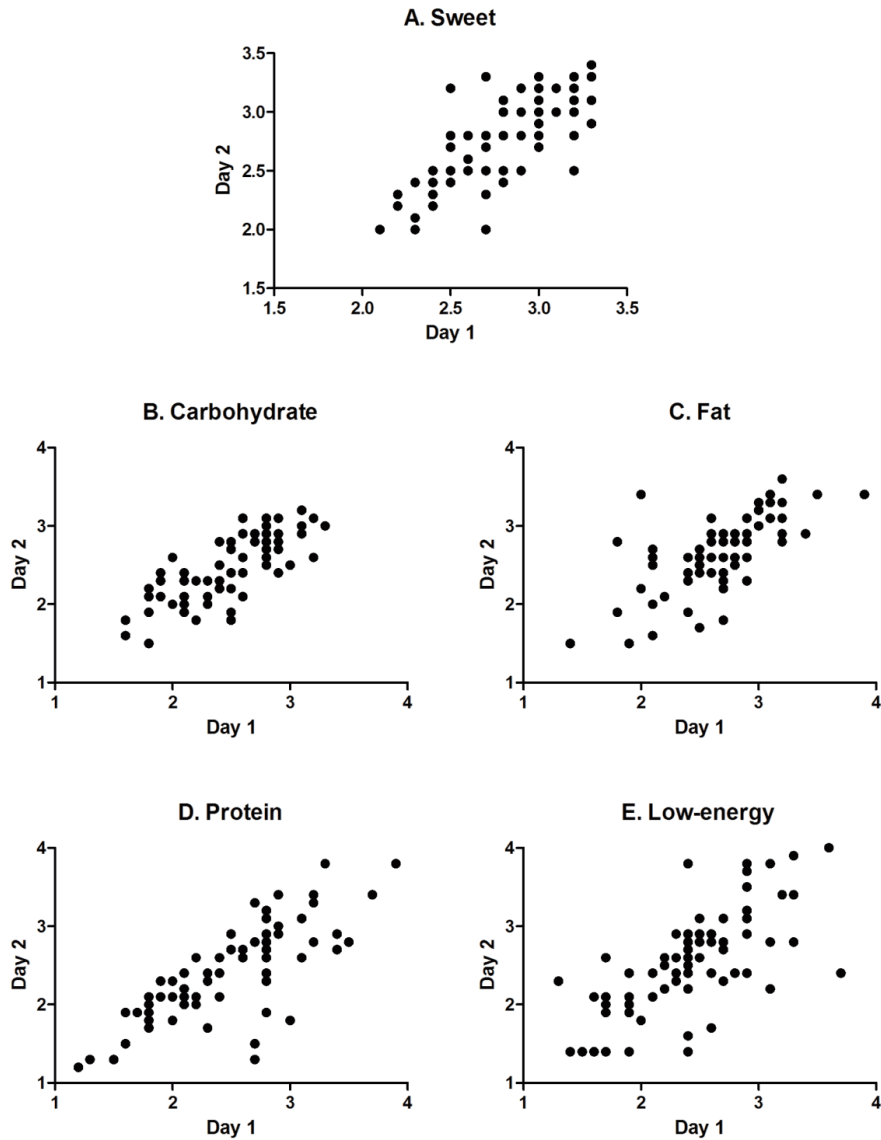 A. Sweet
3.5
3.0
Day 2
2.5
2.0
1.5
1.5 2.0 2.5 3.0 3.5
Day 1
B. Carbohydrate
4
3
Day 2
2
1
1 2 3 4
Day 1
C. Fat
4
3
Day 2
2
1
1 2 3 4
Day 1
D. Protein
4
3
Day 2
2
1
1 2 3 4
Day 1
E. Low-energy
4
3
Day 2
2
1
1 2 3 4
Day 1